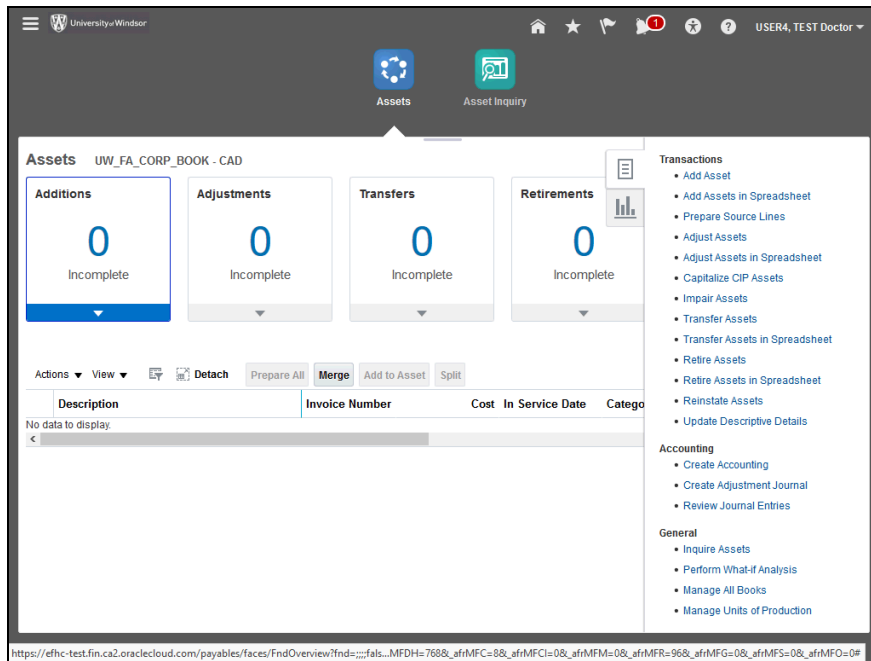 University of Windsor
1
USER4, TEST Doctor
Assets
Asset Inquiry
Assets UW_FA_CORP_BOOK - CAD
Additions
0
Incomplete
Adjustments
0
Incomplete
Transfers
0
Incomplete
Retirements
0
Incomplete
Actions View Detach Prepare All Merge Add to Asset Split
Description Invoice Number Cost In Service Date Catego
No data to display.
Transactions
Add Asset
Add Assets in Spreadsheet
Prepare Source Lines
Adjust Assets
Adjust Assets in Spreadsheet
Capitalize CIP Assets
Impair Assets
Transfer Assets
Transfer Assets in Spreadsheet
Retire Assets
Retire Assets in Spreadsheet
Reinstate Assets
Update Descriptive Details
Accounting
Create Accounting
Create Adjustment Journal
Review Journal Entries
General
Inquire Assets
Perform What-if Analysis
Manage All Books
Manage Units of Production
https://efhc-test.fin.ca2.oraclecloud.com/payables/faces/FndOverview?fnd=;;;;fals...MFDH=768&_afrMFC=8&_afrMFCI=0&_afrMFM=0&_afrMFR=96&_afrMFG=0&_afrMFS=0&_afrMFO=0#